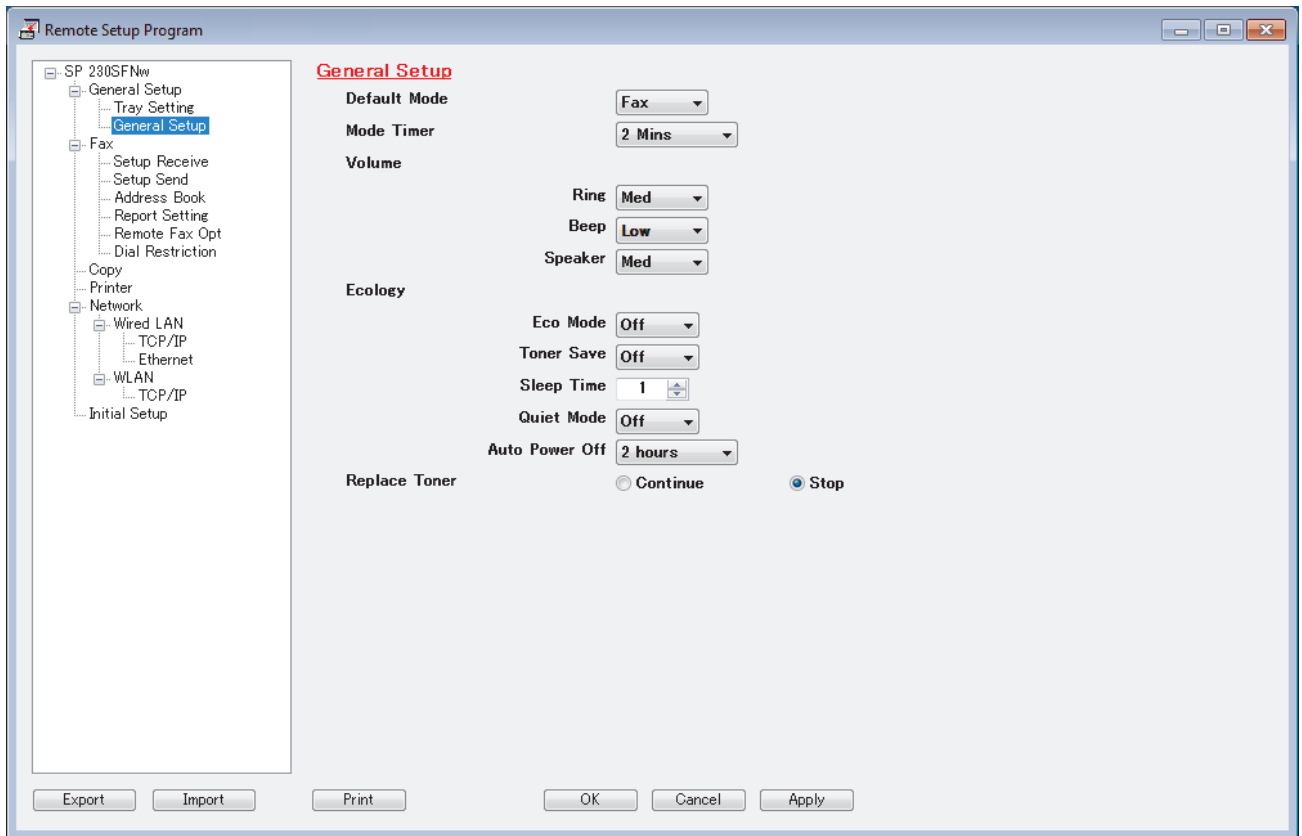 Remote Setup Program
SP 230SFNw
General Setup
Tray Setting
General Setup
Fax
Setup Receive
Setup Send
Address Book
Report Setting
Remote Fax Opt
Dial Restriction
Copy
Printer
Network
Wired LAN
TCP/IP
Ethernet
WLAN
TCP/IP
Initial Setup
General Setup
Default Mode Fax
Mode Timer 2 Mins
Volume
Ring Med
Beep Low
Speaker Med
Ecology
Eco Mode Off
Toner Save Off
Sleep Time 1
Quiet Mode Off
Auto Power Off 2 hours
Replace Toner Continue Stop
Export Import Print OK Cancel Apply